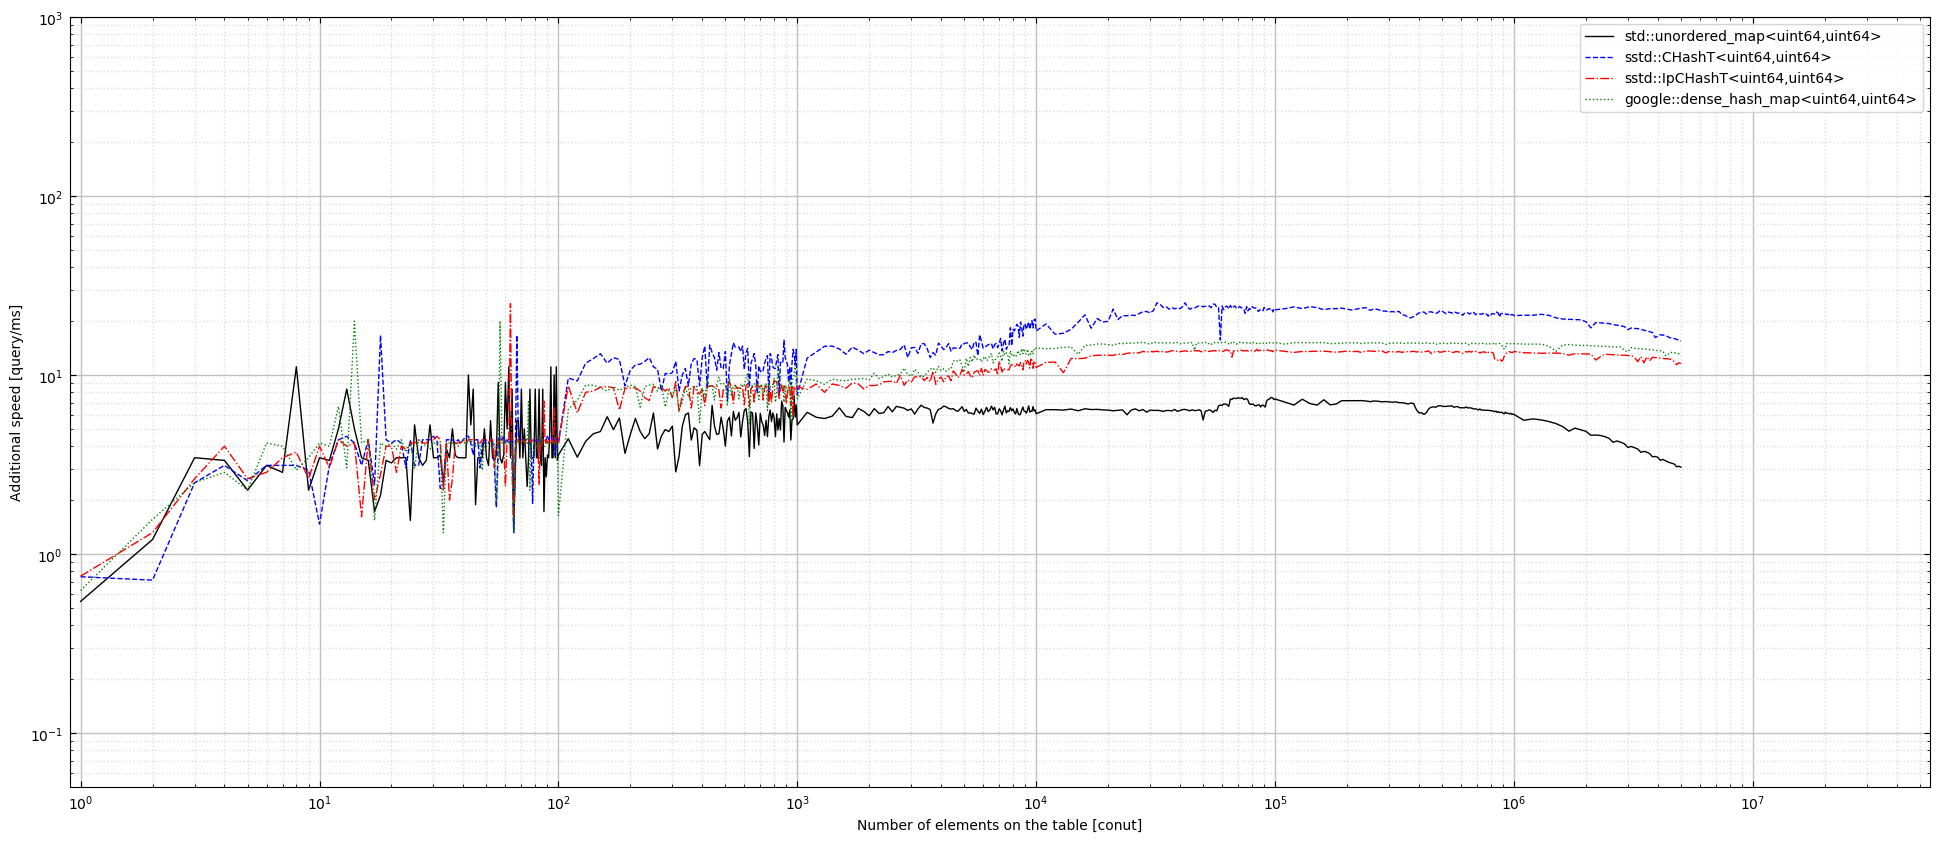 10³
10²
10¹
10⁰
10⁻¹
Additional speed [query/ms]
std::unordered_map<uint64,uint64>
sstd::CHashT<uint64,uint64>
sstd::IpCHashT<uint64,uint64>
google::dense_hash_map<uint64,uint64>
10⁰ 10¹ 10² 10³ 10⁴ 10⁵ 10⁶ 10⁷
Number of elements on the table [conut]